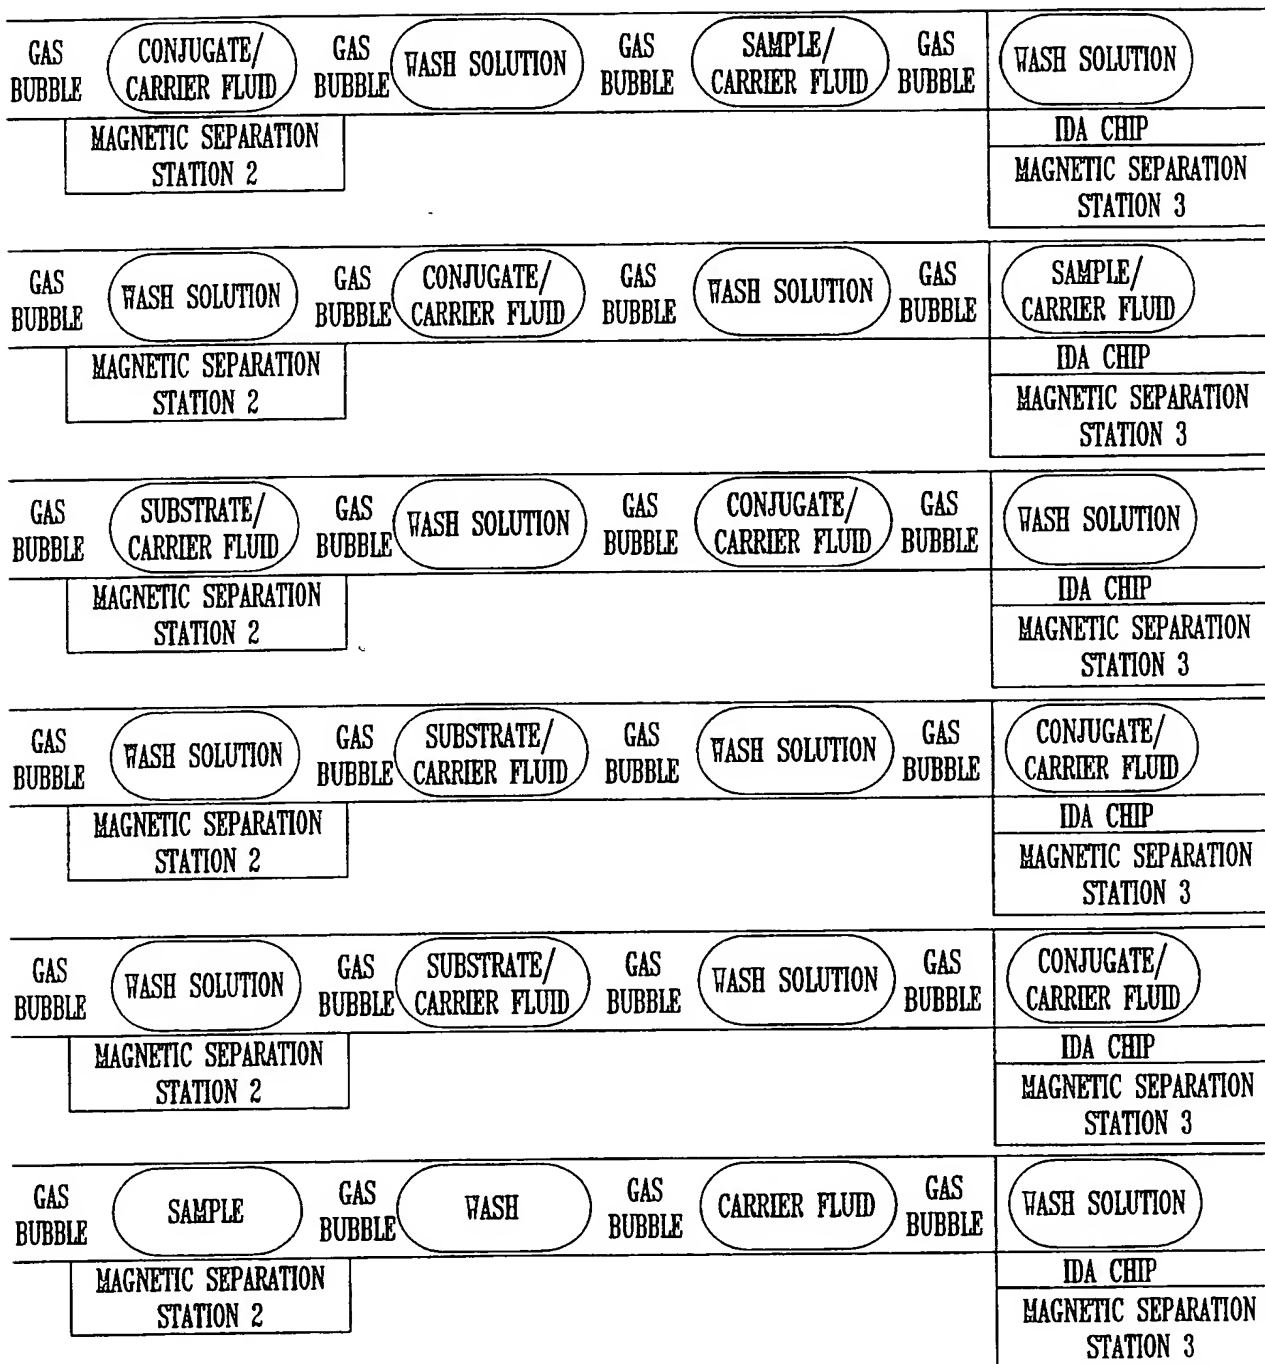 GAS BUBBLE
CONJUGATE/
CARRIER FLUID
GAS BUBBLE
WASH SOLUTION
GAS BUBBLE
SAMPLE/
CARRIER FLUID
GAS BUBBLE
WASH SOLUTION
MAGNETIC SEPARATION
STATION 2
IDA CHIP
MAGNETIC SEPARATION
STATION 3
GAS BUBBLE
WASH SOLUTION
GAS BUBBLE
CONJUGATE/
CARRIER FLUID
GAS BUBBLE
WASH SOLUTION
GAS BUBBLE
SAMPLE/
CARRIER FLUID
MAGNETIC SEPARATION
STATION 2
IDA CHIP
MAGNETIC SEPARATION
STATION 3
GAS BUBBLE
SUBSTRATE/
CARRIER FLUID
GAS BUBBLE
WASH SOLUTION
GAS BUBBLE
CONJUGATE/
CARRIER FLUID
GAS BUBBLE
WASH SOLUTION
MAGNETIC SEPARATION
STATION 2
IDA CHIP
MAGNETIC SEPARATION
STATION 3
GAS BUBBLE
WASH SOLUTION
GAS BUBBLE
SUBSTRATE/
CARRIER FLUID
GAS BUBBLE
WASH SOLUTION
GAS BUBBLE
CONJUGATE/
CARRIER FLUID
MAGNETIC SEPARATION
STATION 2
IDA CHIP
MAGNETIC SEPARATION
STATION 3
GAS BUBBLE
WASH SOLUTION
GAS BUBBLE
SUBSTRATE/
CARRIER FLUID
GAS BUBBLE
WASH SOLUTION
GAS BUBBLE
CONJUGATE/
CARRIER FLUID
MAGNETIC SEPARATION
STATION 2
IDA CHIP
MAGNETIC SEPARATION
STATION 3
GAS BUBBLE
SAMPLE
GAS BUBBLE
WASH
GAS BUBBLE
CARRIER FLUID
GAS BUBBLE
WASH SOLUTION
MAGNETIC SEPARATION
STATION 2
IDA CHIP
MAGNETIC SEPARATION
STATION 3